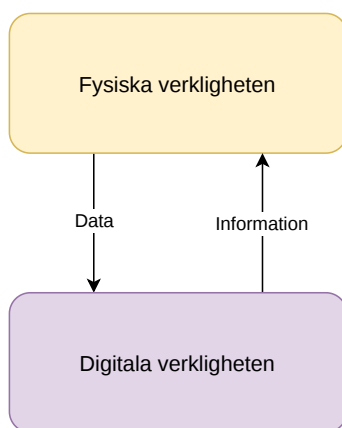 Fysiska verkligheten
Data
Information
Digitala verkligheten